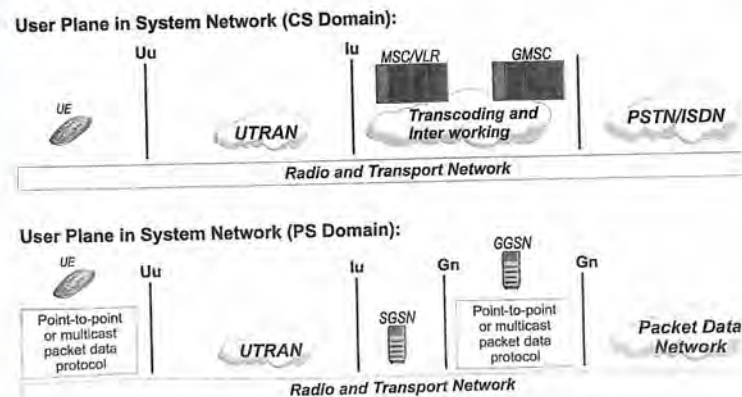 User Plane in System Network (CS Domain):
Uu
Iu
MSC/VLR
GMSC
UE
UTRAN
Transcoding and
Inter working
PSTN/ISDN
Radio and Transport Network
User Plane in System Network (PS Domain):
UE
Uu
Iu
Gn
GGSN
Gn
Point-to-point
or multicast
packet data
protocol
UTRAN
SGSN
Point-to-point
or multicast
packet data
protocol
Packet Data
Network
Radio and Transport Network